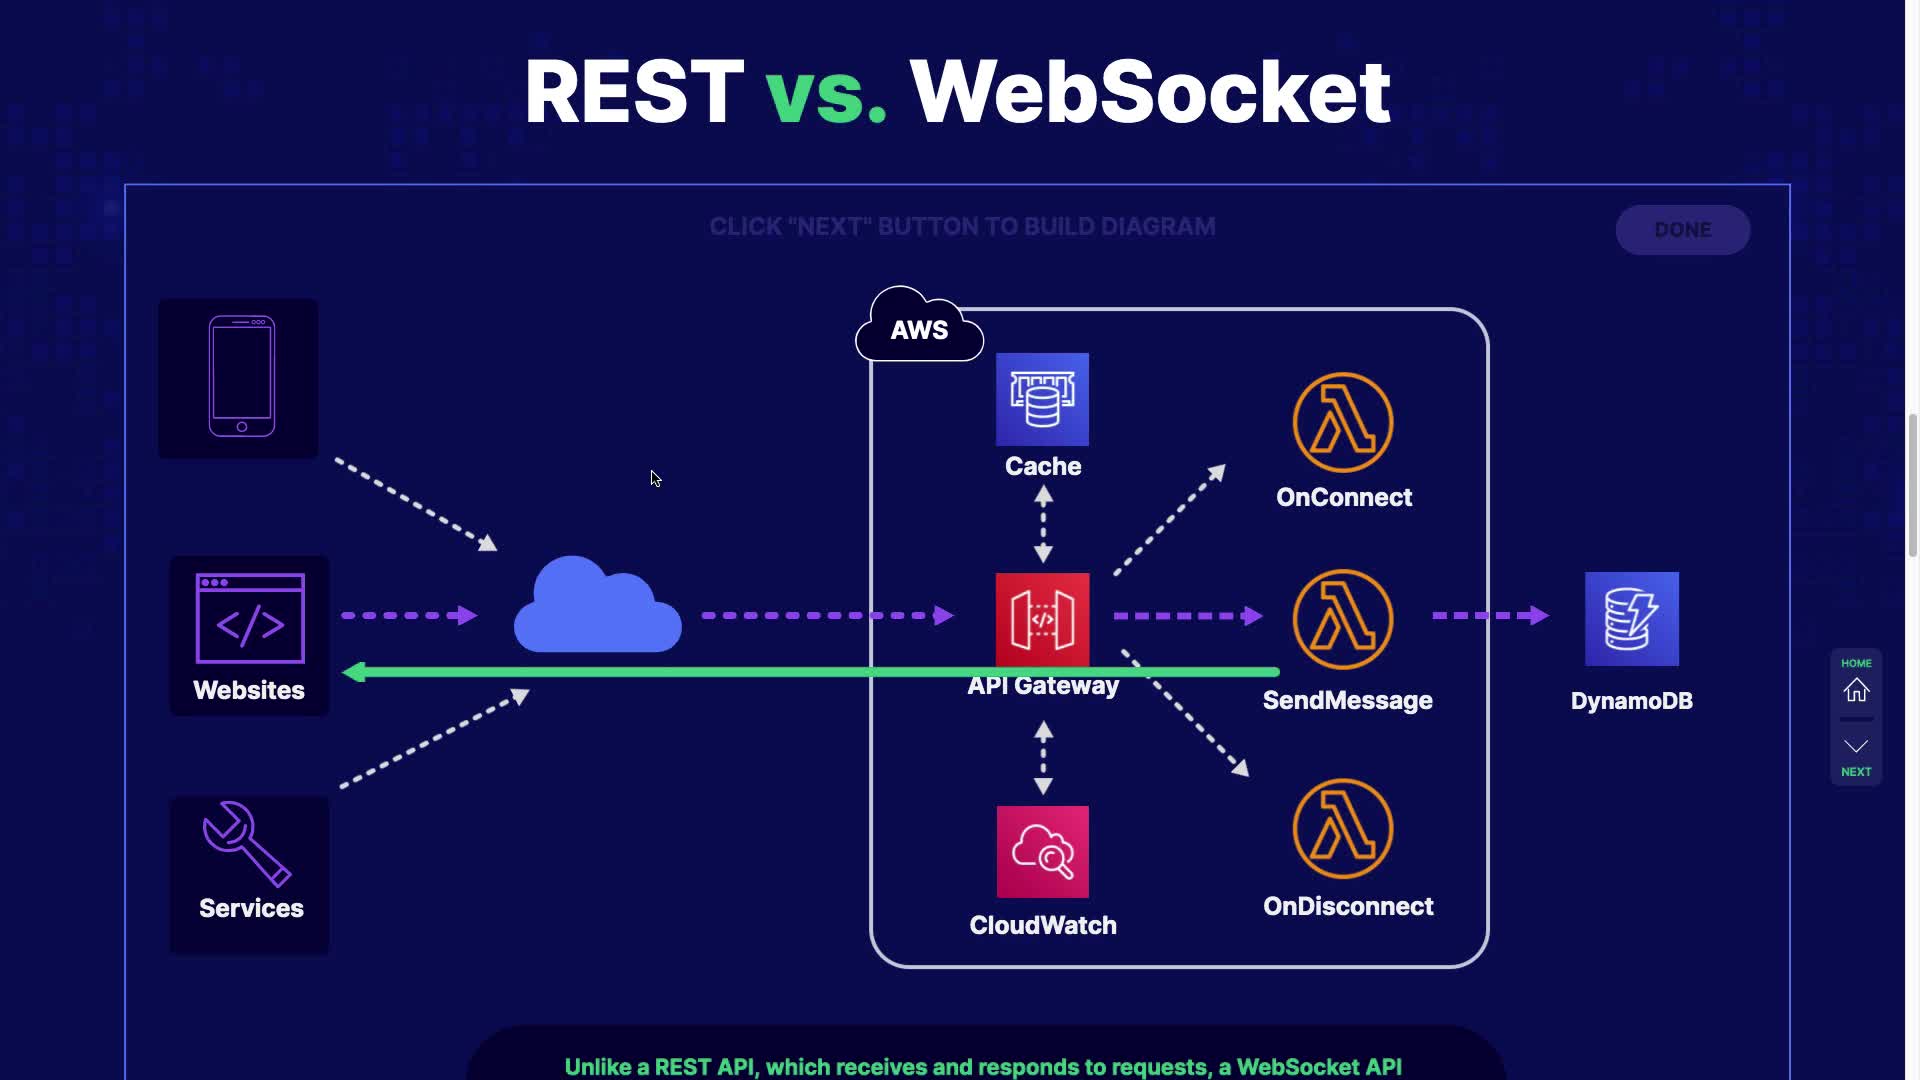 REST vs. WebSocket
CLICK "NEXT" BUTTON TO BUILD DIAGRAM
DONE
AWS
Cache
OnConnect
Websites
API Gateway
SendMessage
DynamoDB
HOME
NEXT
Services
CloudWatch
OnDisconnect
Unlike a REST API, which receives and responds to requests, a WebSocket API